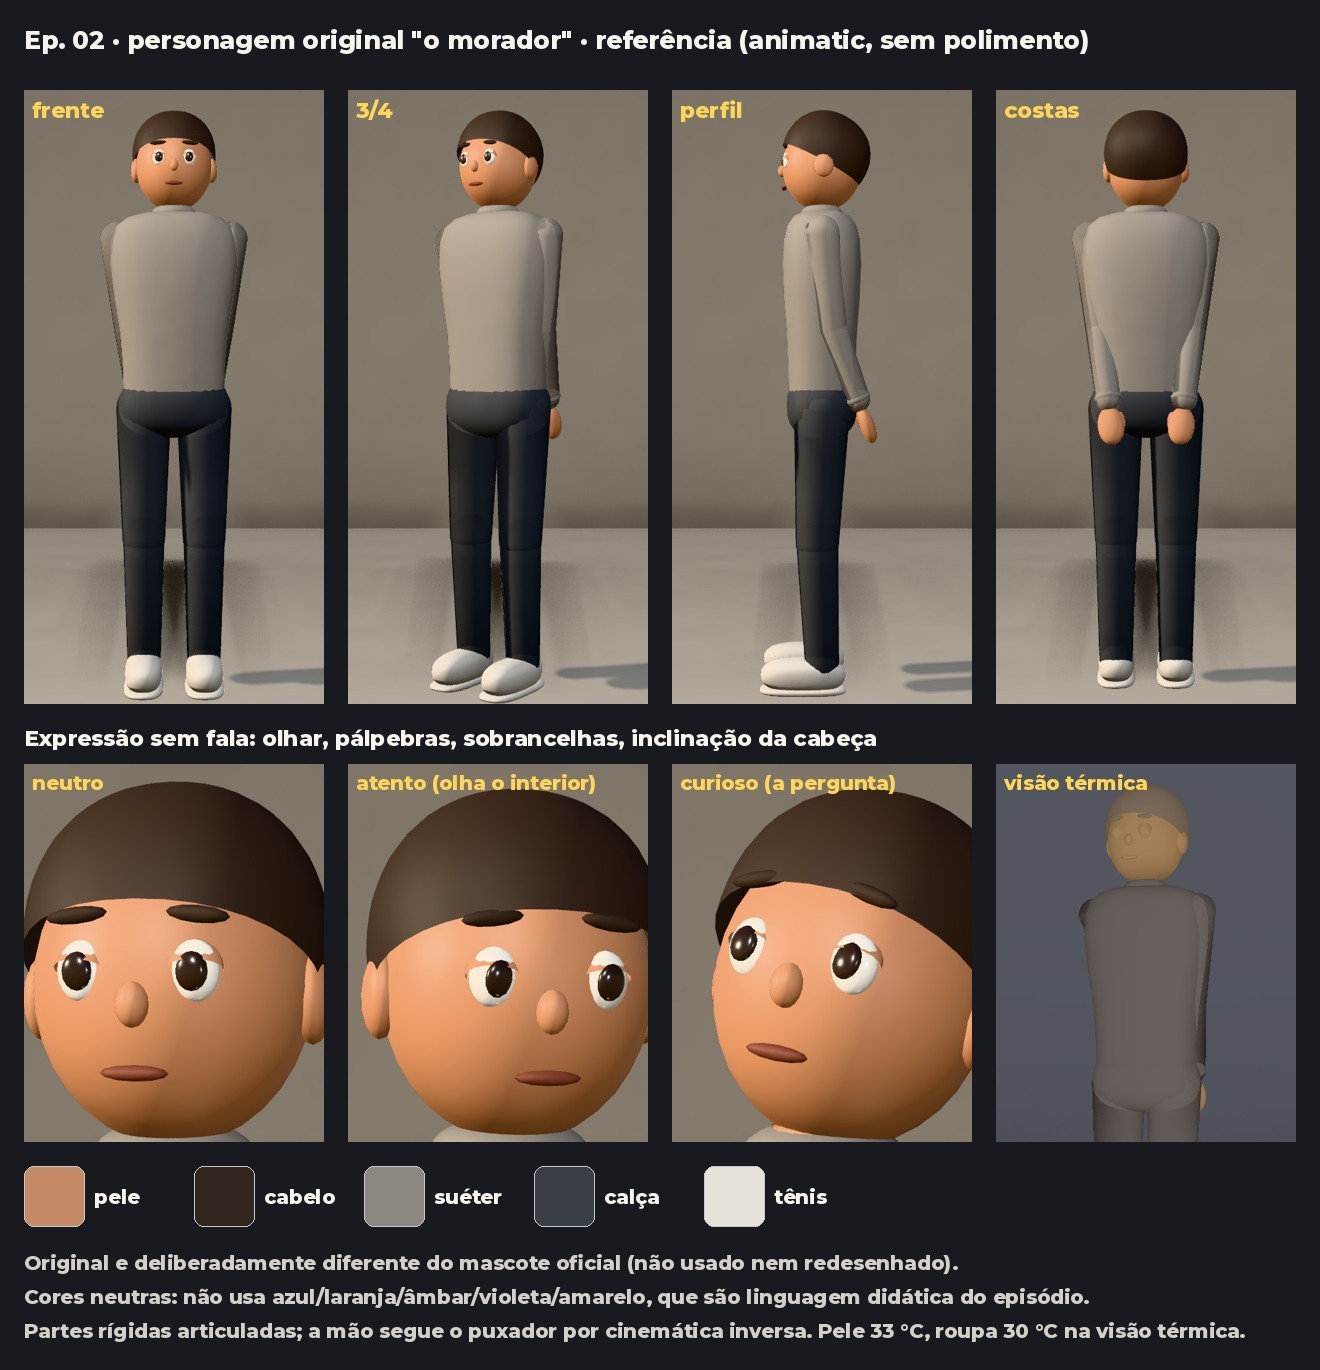 Ep. 02 · personagem original "o morador" · referência (animatic, sem polimento)
frente
3/4
perfil
costas
Expressão sem fala: olhar, pálpebras, sobrancelhas, inclinação da cabeça
neutro
atento (olha o interior)
curioso (a pergunta)
visão térmica
pele
cabelo
suéter
calça
tênis
Original e deliberadamente diferente do mascote oficial (não usado nem redesenhado).
Cores neutras: não usa azul/laranja/âmbar/violeta/amarelo, que são linguagem didática do episódio.
Partes rígidas articuladas; a mão segue o puxador por cinemática inversa. Pele 33 °C, roupa 30 °C na visão térmica.